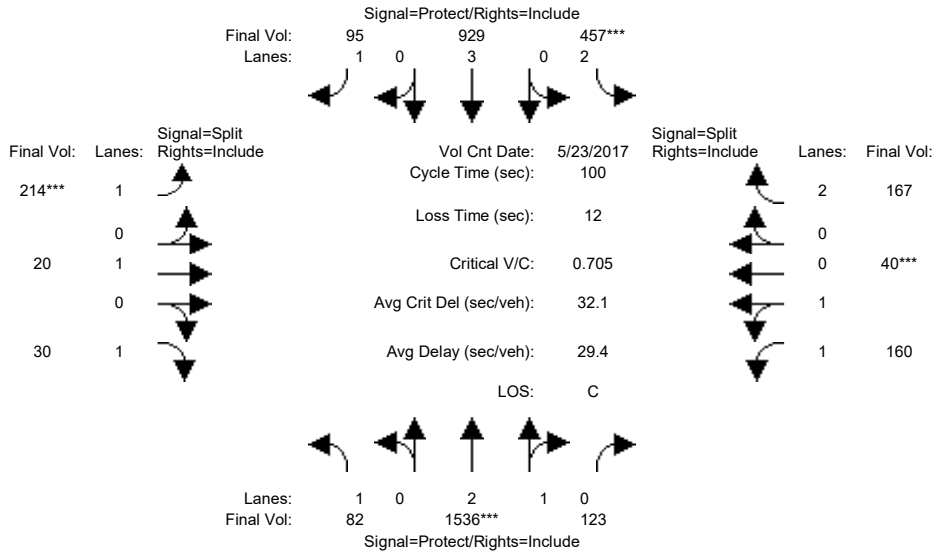 Signal=Protect/Rights=Include
Final Vol: 95 929 457***
Lanes: 1 0 3 0 2
Signal=Split
Final Vol: Lanes: Rights=Include
Vol Cnt Date: 5/23/2017
Signal=Split
Rights=Include Lanes: Final Vol:
Cycle Time (sec): 100
214*** 1
2 167
Loss Time (sec): 12
0
0
20 1
Critical V/C: 0.705
0 40***
0
Avg Crit Del (sec/veh): 32.1
1
30 1
Avg Delay (sec/veh): 29.4
1 160
LOS: C
Lanes: 1 0 2 1 0
Final Vol: 82 1536*** 123
Signal=Protect/Rights=Include